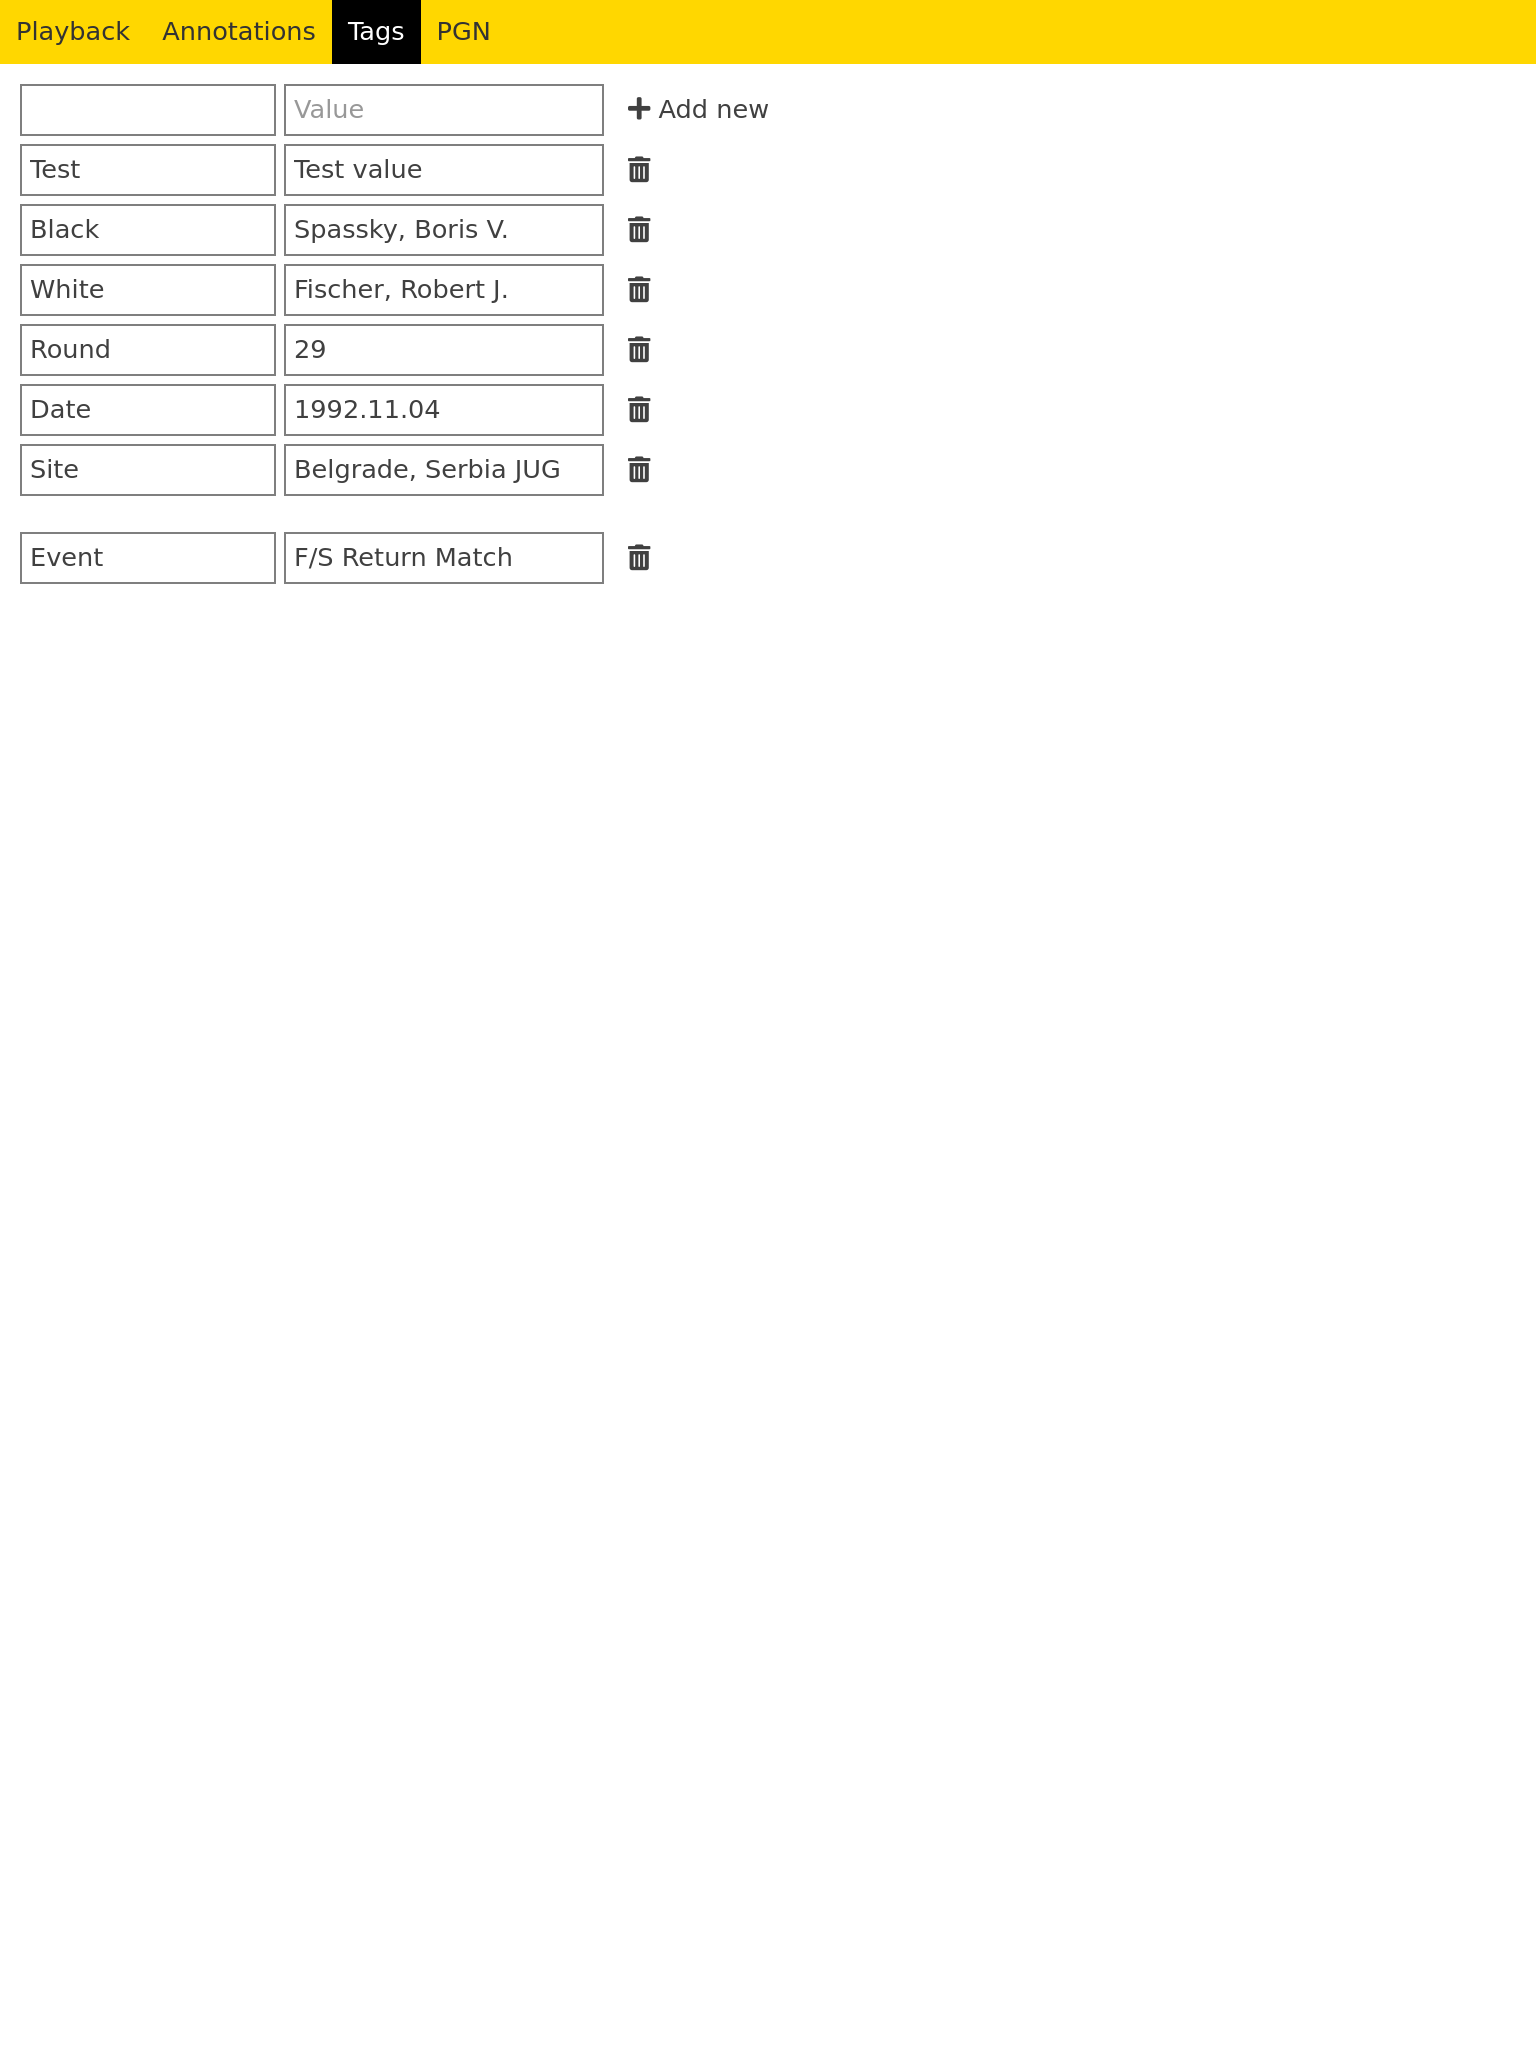 Playback Annotations Tags PGN
Value Add new
Test Test value
Black Spassky, Boris V.
White Fischer, Robert J.
Round 29
Date 1992.11.04
Site Belgrade, Serbia JUG
Event F/S Return Match